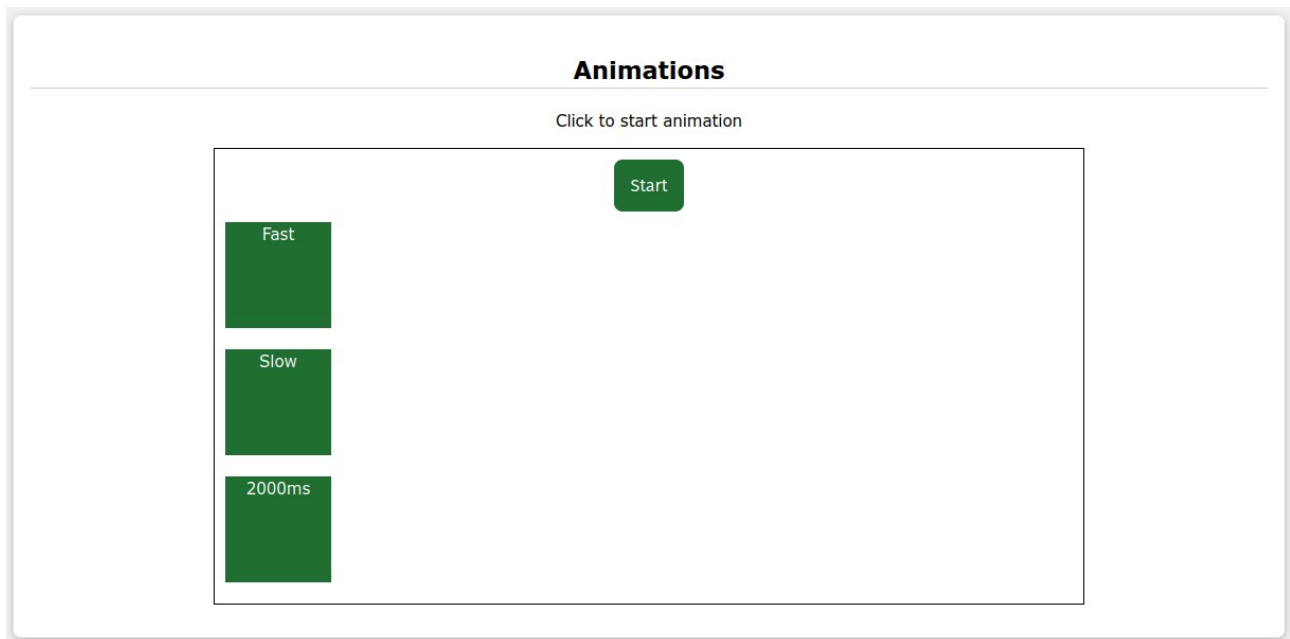 Animations
Click to start animation
Start
Fast
Slow
2000ms